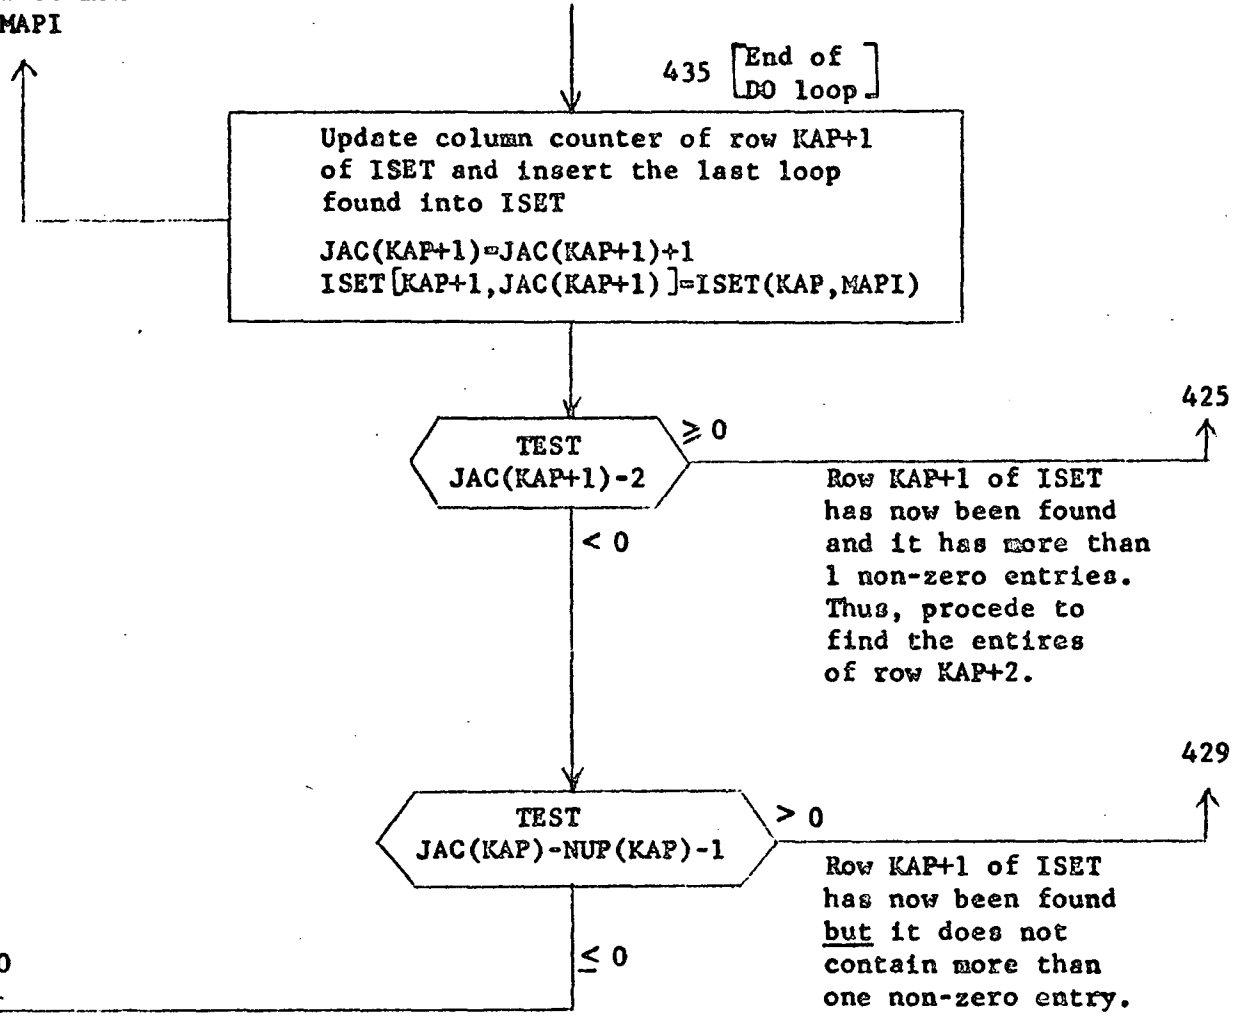 MAPI
435 [End of
DO loop]
Update column counter of row KAP+1
of ISET and insert the last loop
found into ISET
JAC(KAP+1)=JAC(KAP+1)+1
ISET[KAP+1,JAC(KAP+1)]=ISET(KAP,MAPI)
425
TEST
JAC(KAP+1)-2
≥ 0
< 0
Row KAP+1 of ISET
has now been found
and it has more than
1 non-zero entries.
Thus, procede to
find the entires
of row KAP+2.
429
TEST
JAC(KAP)-NUP(KAP)-1
> 0
≤ 0
Row KAP+1 of ISET
has now been found
but it does not
contain more than
one non-zero entry.